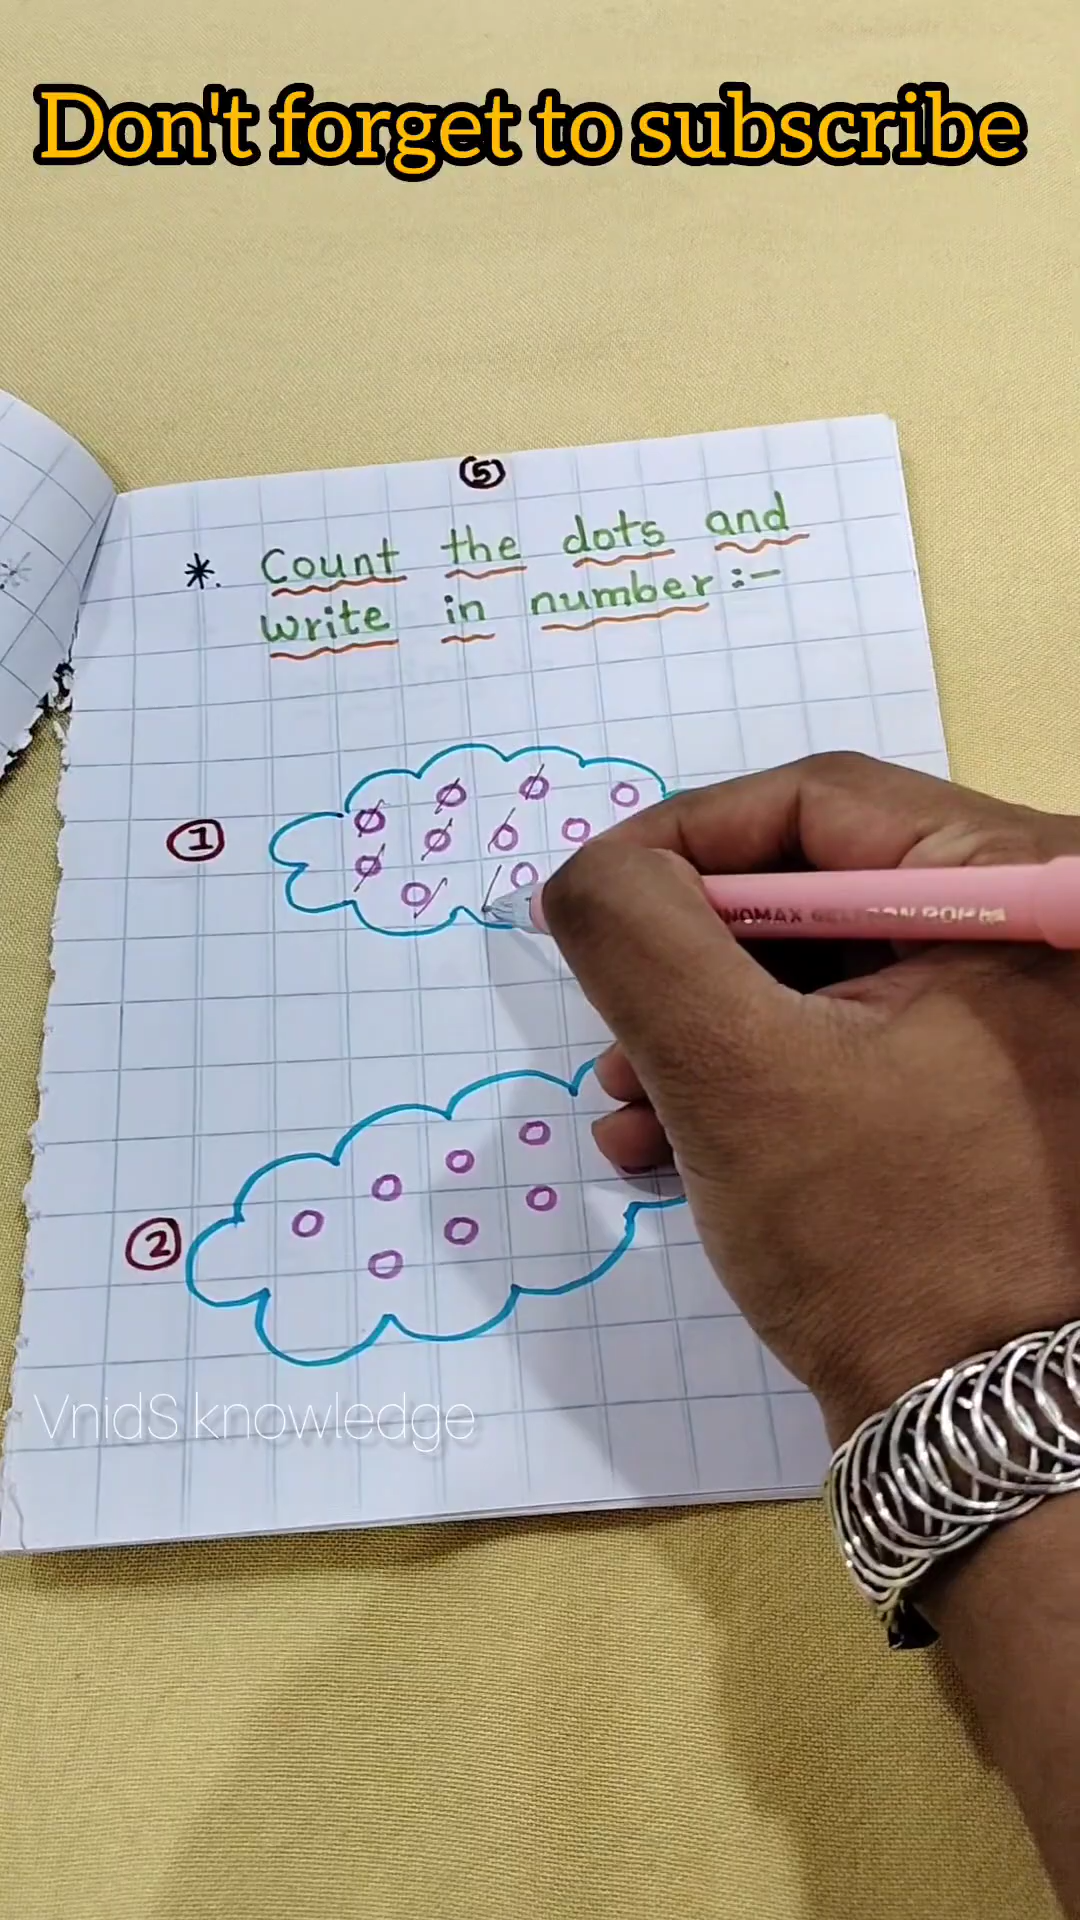 Don't forget to subscribe
5
*. Count the dots and
write in number:-
1
2
VnidS knowledge